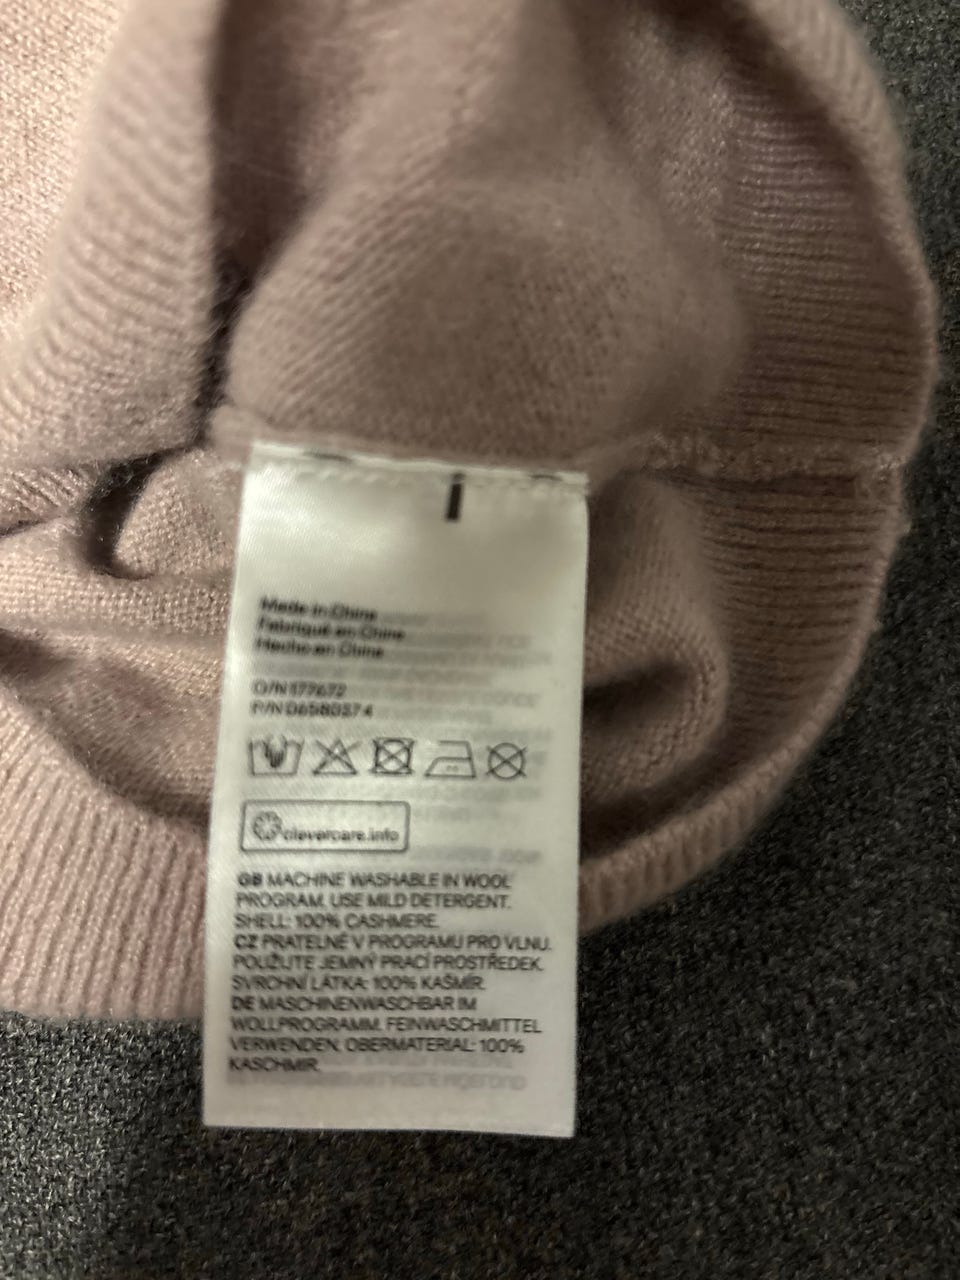 Made in China
Fabriqué en China
Hecho en China
O/N 177672
P/N
clevercare.info
GB MACHINE WASHABLE IN WOOL
PROGRAM. USE MILD DETERGENT.
SHELL: 100% CASHMERE.
CZ PRATELNÉ V PROGRAMU PRO VLNU.
POUŽIJTE JEMNÝ PRACÍ PROSTŘEDEK.
SVRCHNÍ LÁTKA: 100% KAŠMÍR.
DE MASCHINENWASCHBAR IM
WOLLPROGRAMM. FEINWASCHMITTEL
VERWENDEN. OBERMATERIAL: 100%
KASCHMIR.